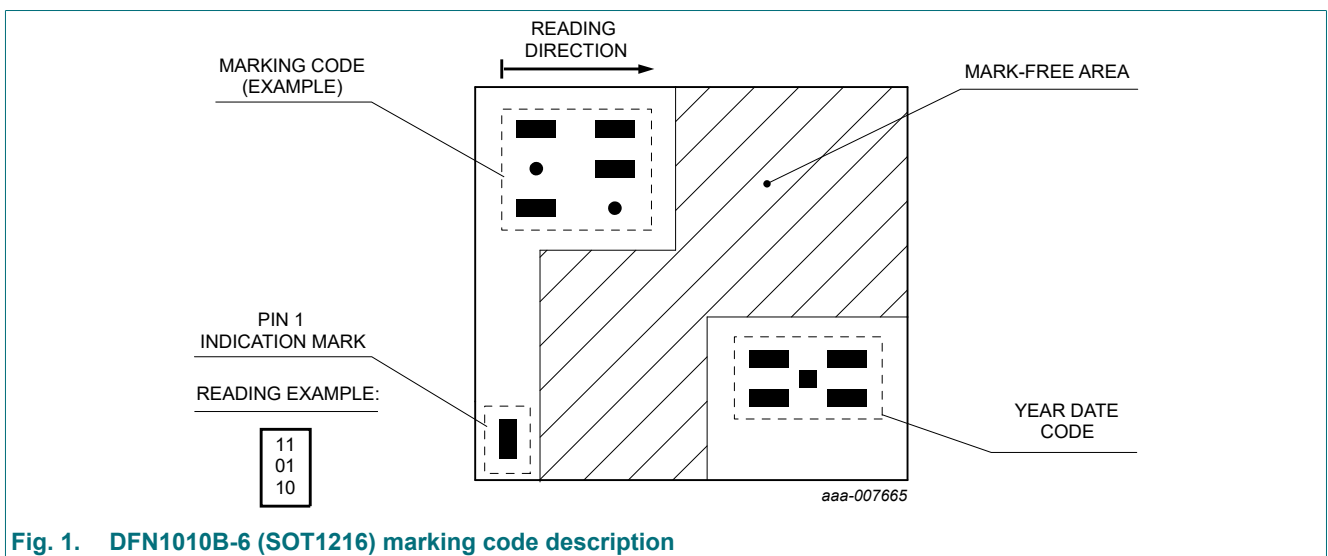 READING
DIRECTION
MARKING CODE
(EXAMPLE)
MARK-FREE AREA
PIN 1
INDICATION MARK
READING EXAMPLE:
11
01
10
YEAR DATE
CODE
aaa-007665
Fig. 1. DFN1010B-6 (SOT1216) marking code description